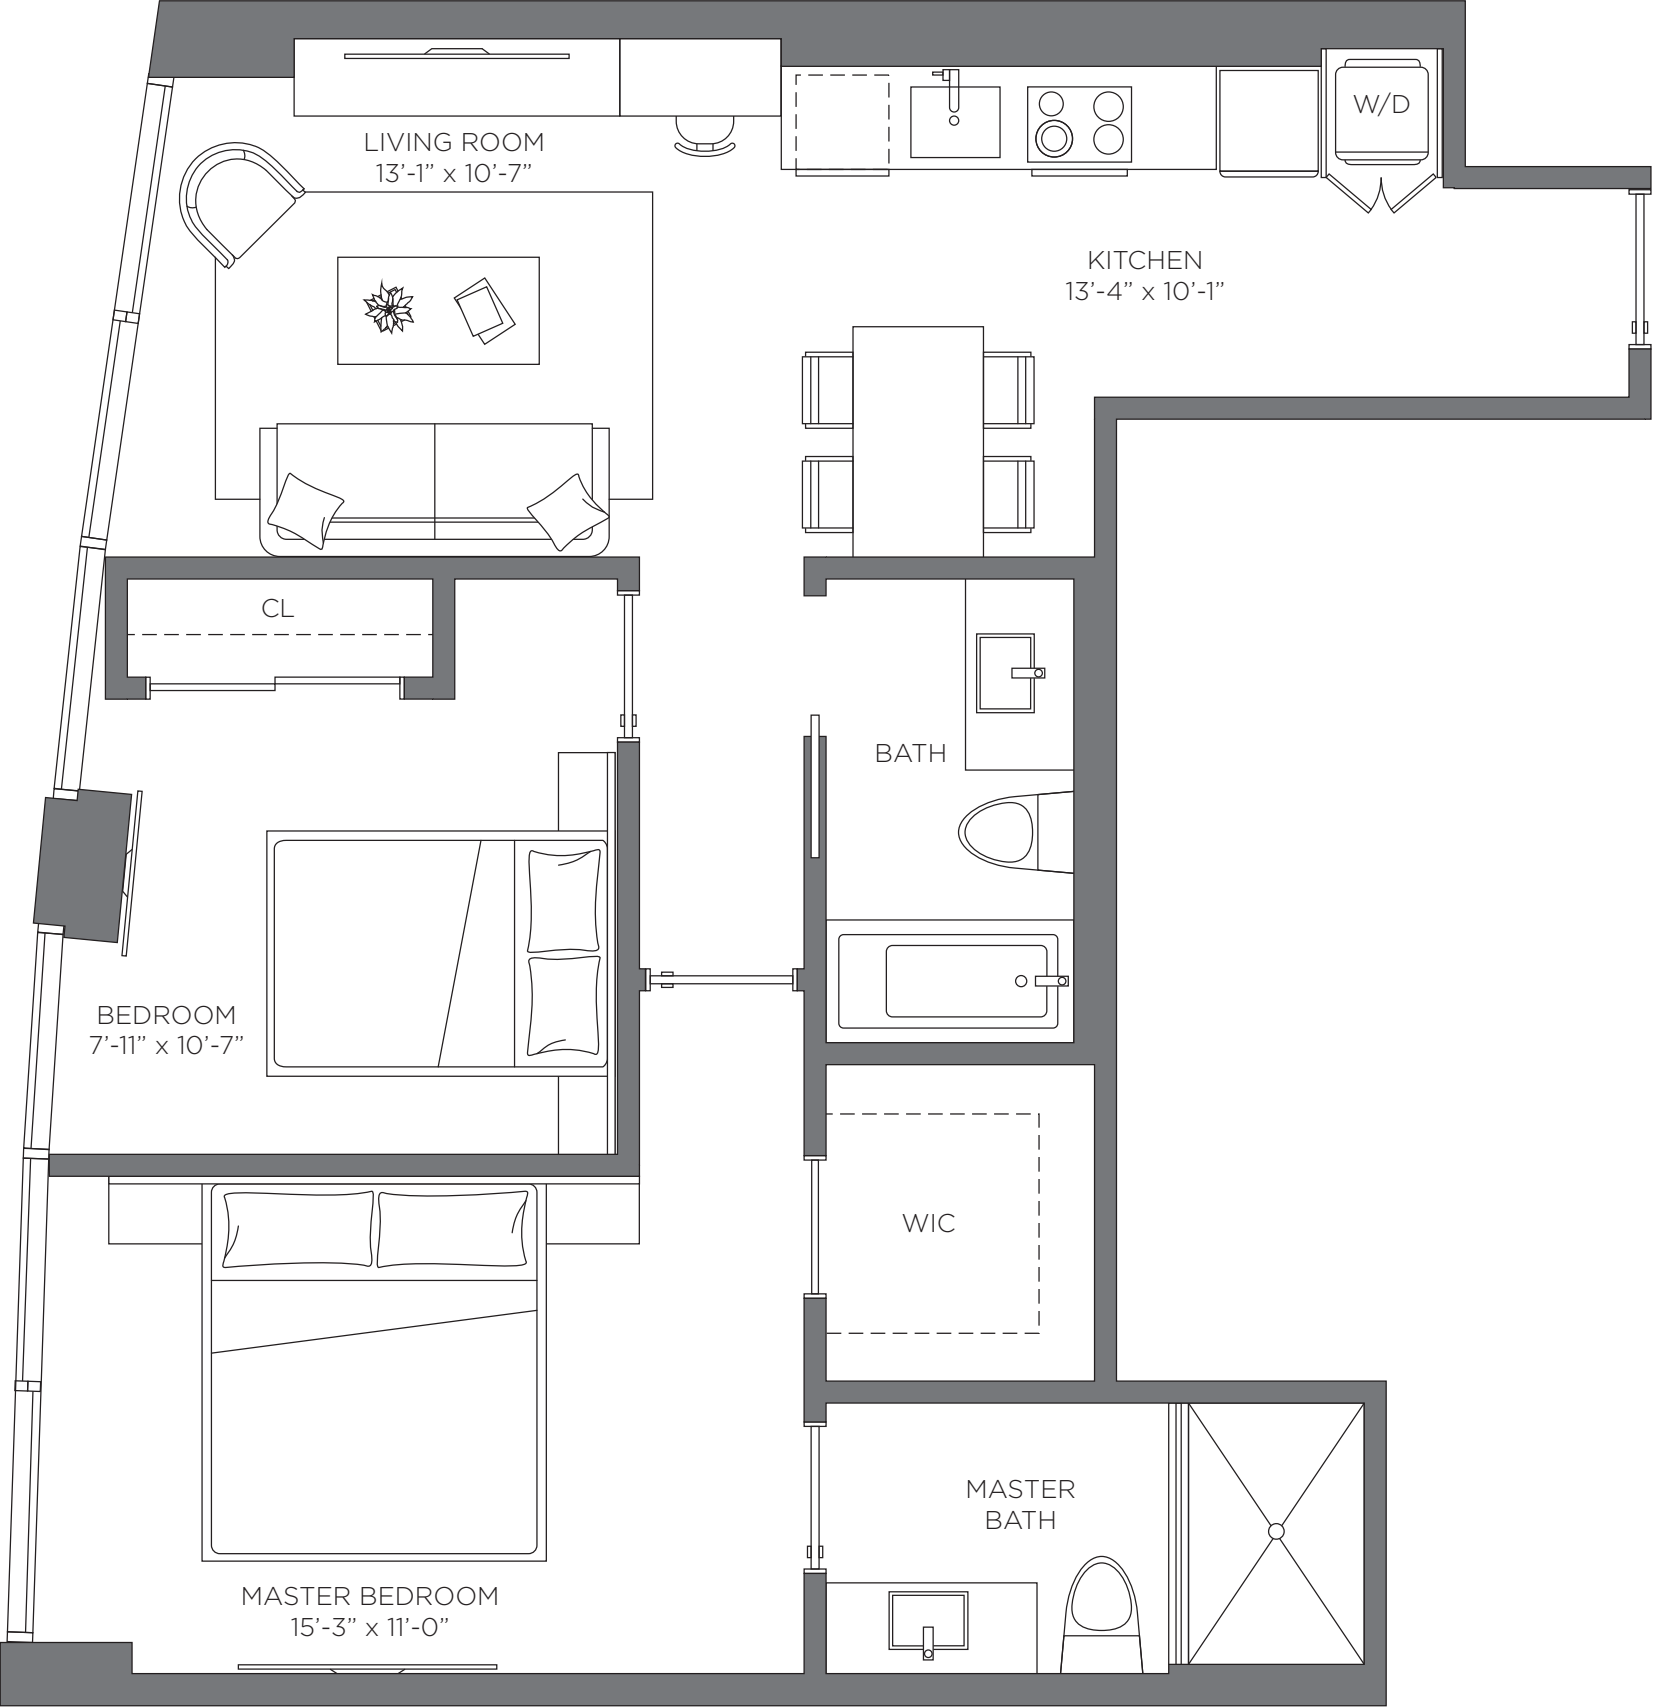 W/D
LIVING ROOM
13’-1” x 10’-7”
KITCHEN
13’-4” x 10’-1”
CL
BATH
BEDROOM
7’-11” x 10’-7”
WIC
MASTER
BATH
MASTER BEDROOM
15’-3” x 11’-0”